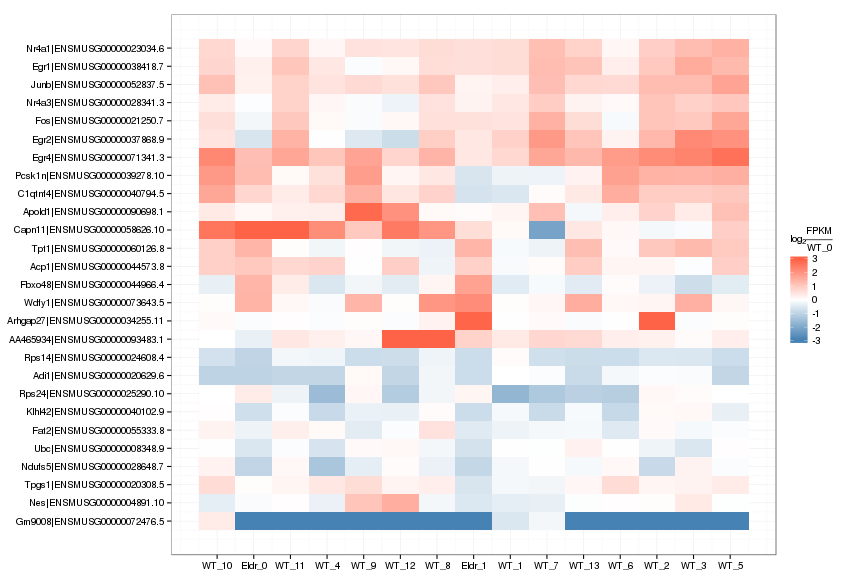 Nr4a1|ENSMUSG00000023034.6
Egr1|ENSMUSG00000038418.7
Junb|ENSMUSG00000052837.5
Nr4a3|ENSMUSG00000028341.3
Fos|ENSMUSG00000021250.7
Egr2|ENSMUSG00000037868.9
Egr4|ENSMUSG00000071341.3
Pcsk1n|ENSMUSG00000039278.10
C1qtnf4|ENSMUSG00000040794.5
Apold1|ENSMUSG00000090698.1
Capn11|ENSMUSG00000058626.10
Tpt1|ENSMUSG00000060126.8
Acp1|ENSMUSG00000044573.8
Fbxo48|ENSMUSG00000044966.4
Wdfy1|ENSMUSG00000073643.5
Arhgap27|ENSMUSG00000034255.11
AA465934|ENSMUSG00000093483.1
Rps14|ENSMUSG00000024608.4
Adi1|ENSMUSG00000020629.6
Rps24|ENSMUSG00000025290.10
Klhl42|ENSMUSG00000040102.9
Fat2|ENSMUSG00000055333.8
Ubc|ENSMUSG00000008348.9
Ndufs5|ENSMUSG00000028648.7
Tpgs1|ENSMUSG00000020308.5
Nes|ENSMUSG00000004891.10
Gm9008|ENSMUSG00000072476.5
WT_10 Eldr_0 WT_11 WT_4 WT_9 WT_12 WT_8 Eldr_1 WT_1 WT_7 WT_13 WT_6 WT_2 WT_3 WT_5
log2 FPKM
WT_0
3
2
1
0
-1
-2
-3